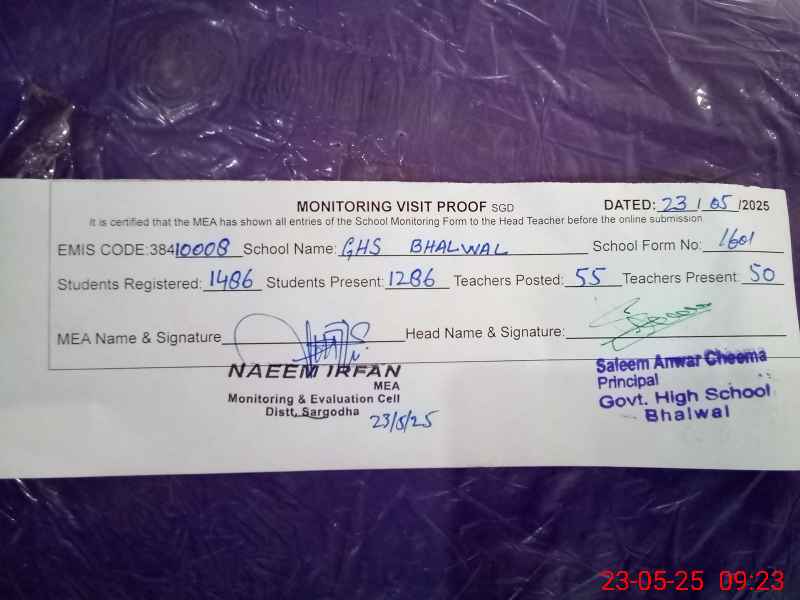 MONITORING VISIT PROOF SGD DATED: 23 / 05 /2025
It is certified that the MEA has shown all entries of the School Monitoring Form to the Head Teacher before the online submission
EMIS CODE:38410008 School Name: GHS BHALWAL School Form No: 1601
Students Registered: 1486 Students Present: 1286 Teachers Posted: 55 Teachers Present: 50
MEA Name & Signature Head Name & Signature:
NAEEM IRFAN
MEA
Monitoring & Evaluation Cell
Distt, Sargodha
23/5/25
Saleem Anwar Cheema
Principal
Govt. High School
Bhalwal
23-05-25 09:23